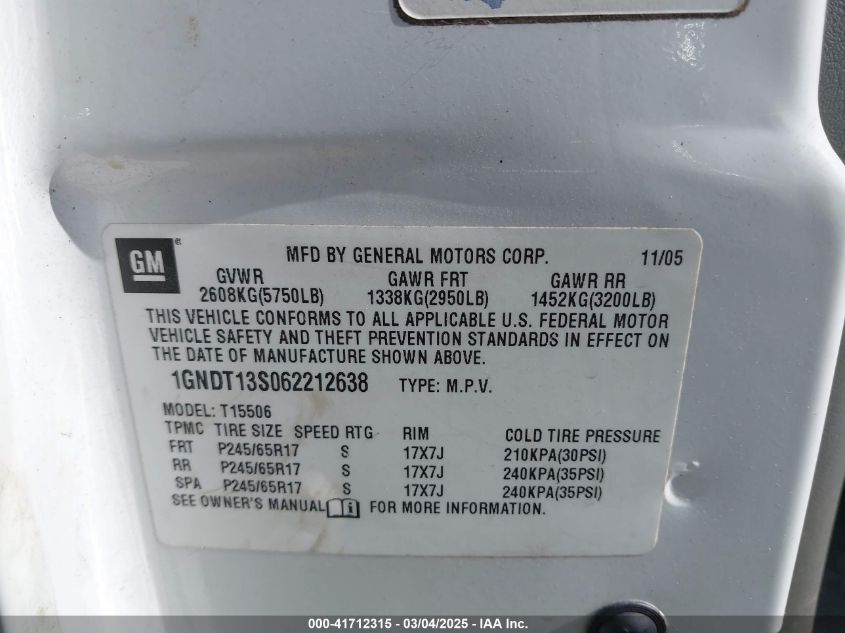 GM ®
MFD BY GENERAL MOTORS CORP. 11/05
GVWR GAWR FRT GAWR RR
2608KG(5750LB) 1338KG(2950LB) 1452KG(3200LB)
THIS VEHICLE CONFORMS TO ALL APPLICABLE U.S. FEDERAL MOTOR
VEHICLE SAFETY AND THEFT PREVENTION STANDARDS IN EFFECT ON
THE DATE OF MANUFACTURE SHOWN ABOVE.
1GNDT13S062212638 TYPE: M.P.V.
MODEL: T15506
TPMC TIRE SIZE SPEED RTG RIM COLD TIRE PRESSURE
FRT P245/65R17 S 17X7J 210KPA(30PSI)
RR P245/65R17 S 17X7J 240KPA(35PSI)
SPA P245/65R17 S 17X7J 240KPA(35PSI)
SEE OWNER'S MANUAL i FOR MORE INFORMATION.
000-41712315 - 03/04/2025 - IAA Inc.